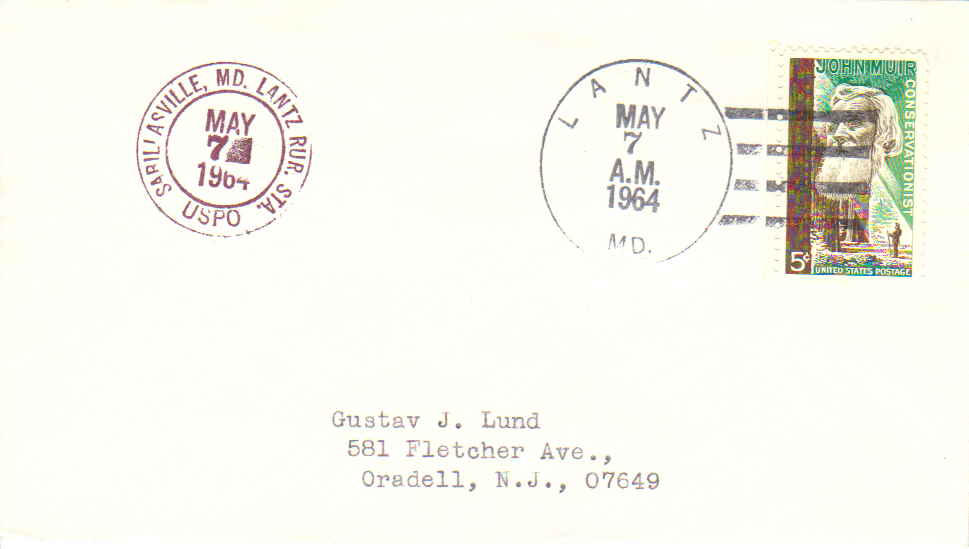 SABILLASVILLE, MD. LANTZ RUR. STA.
MAY
7
1964
USPO
LANTZ
MAY
7
A.M.
1964
MD.
JOHN MUIR
CONSERVATIONIST
5¢
UNITED STATES POSTAGE
Gustav J. Lund
581 Fletcher Ave.,
Oradell, N.J., 07649